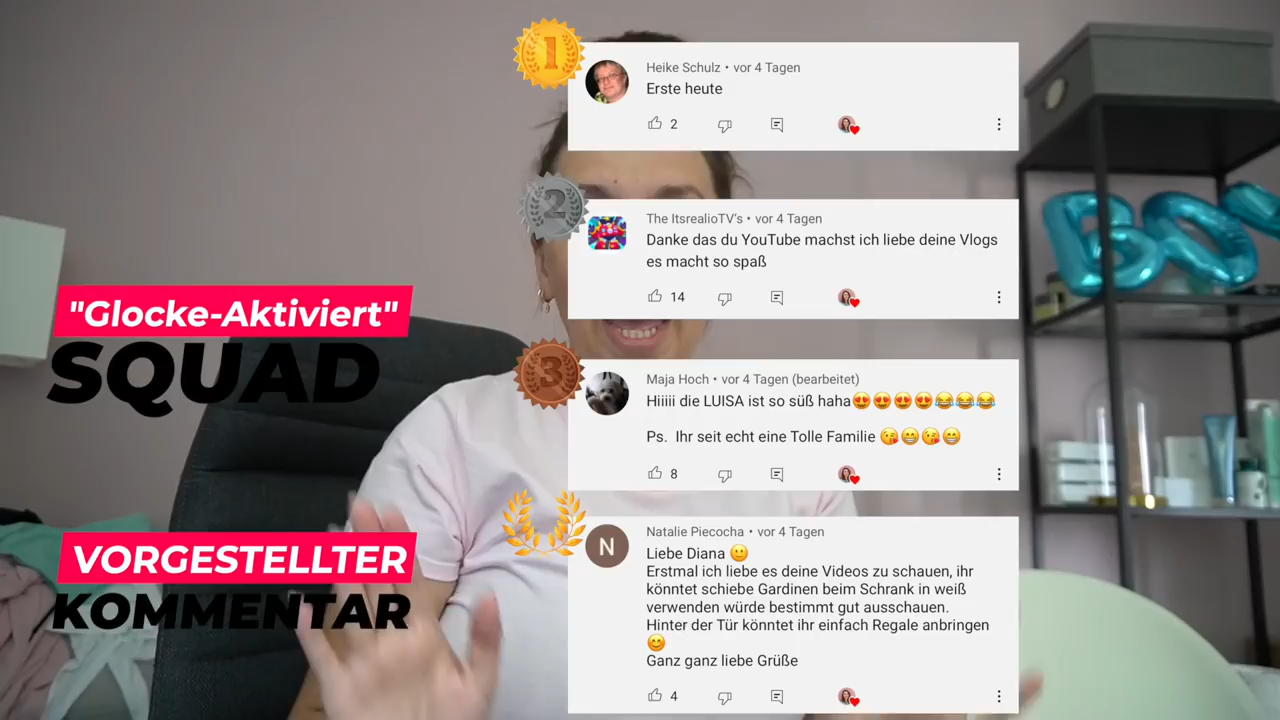 1
Heike Schulz • vor 4 Tagen
Erste heute
2
2
The ItsrealioTV's • vor 4 Tagen
Danke das du YouTube machst ich liebe deine Vlogs
es macht so spaß
14
"Glocke-Aktiviert"
SQUAD
3
Maja Hoch • vor 4 Tagen (bearbeitet)
Hiiiii die LUISA ist so süß haha😍😍😍😍😂😂😂
Ps. Ihr seit echt eine Tolle Familie 😘😁😘😁
8
VORGESTELLTER
KOMMENTAR
N
Natalie Piecocha • vor 4 Tagen
Liebe Diana 🙂
Erstmal ich liebe es deine Videos zu schauen, ihr
könntet schiebe Gardinen beim Schrank in weiß
verwenden würde bestimmt gut ausschauen.
Hinter der Tür könntet ihr einfach Regale anbringen
😊
Ganz ganz liebe Grüße
4
BOY